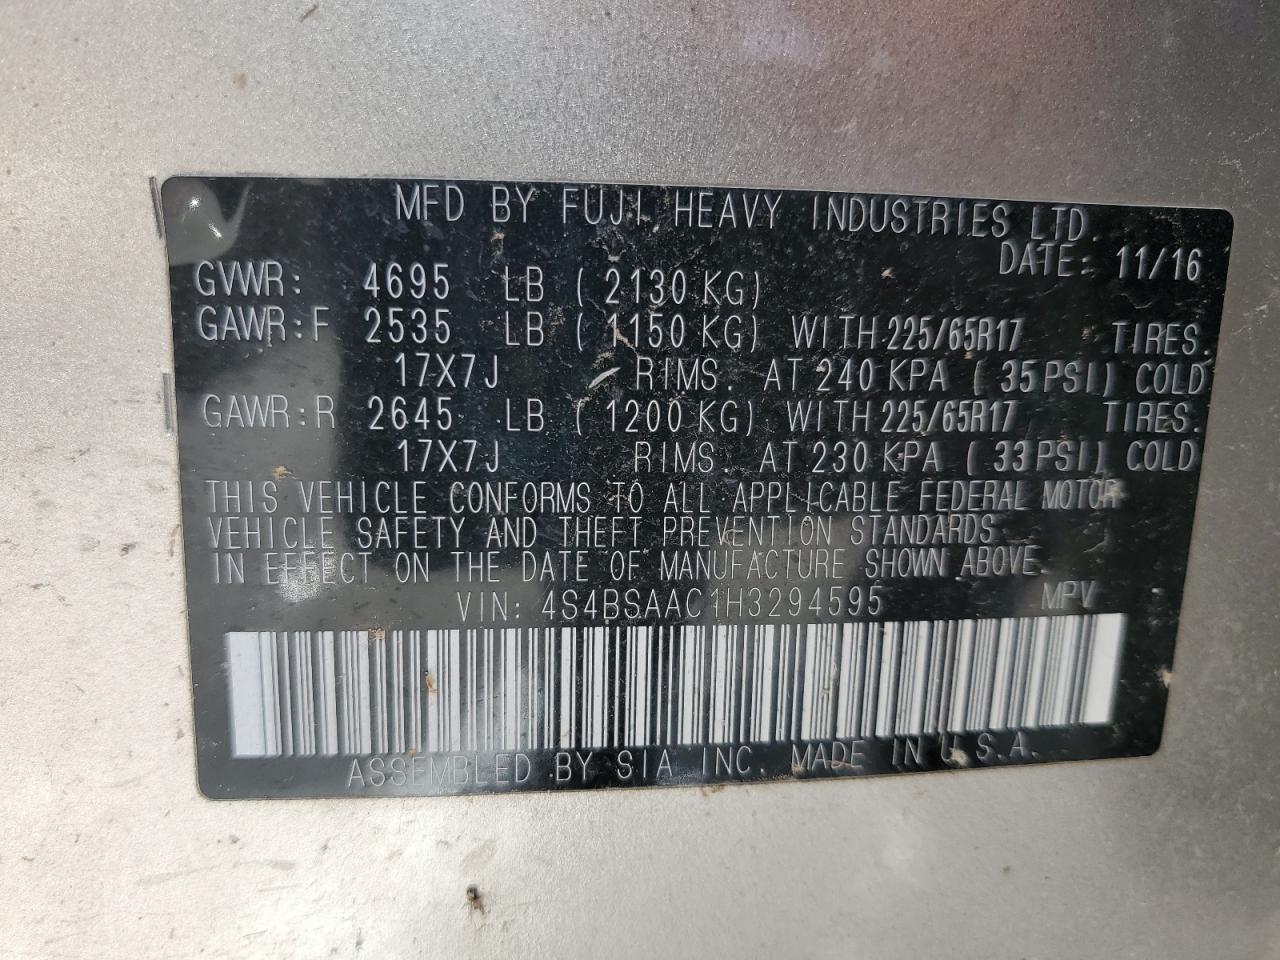 MFD BY FUJI HEAVY INDUSTRIES LTD.
DATE: 11/16
GVWR: 4695 LB ( 2130 KG)
GAWR:F 2535 LB ( 1150 KG) WITH 225/65R17 TIRES.
17X7J RIMS. AT 240 KPA ( 35 PSI) COLD
GAWR:R 2645 LB ( 1200 KG) WITH 225/65R17 TIRES.
17X7J RIMS. AT 230 KPA ( 33 PSI) COLD
THIS VEHICLE CONFORMS TO ALL APPLICABLE FEDERAL MOTOR
VEHICLE SAFETY AND THEFT PREVENTION STANDARDS
IN EFFECT ON THE DATE OF MANUFACTURE SHOWN ABOVE.
VIN: 4S4BSAAC1H3294595 MPV
ASSEMBLED BY SIA INC. MADE IN U.S.A.